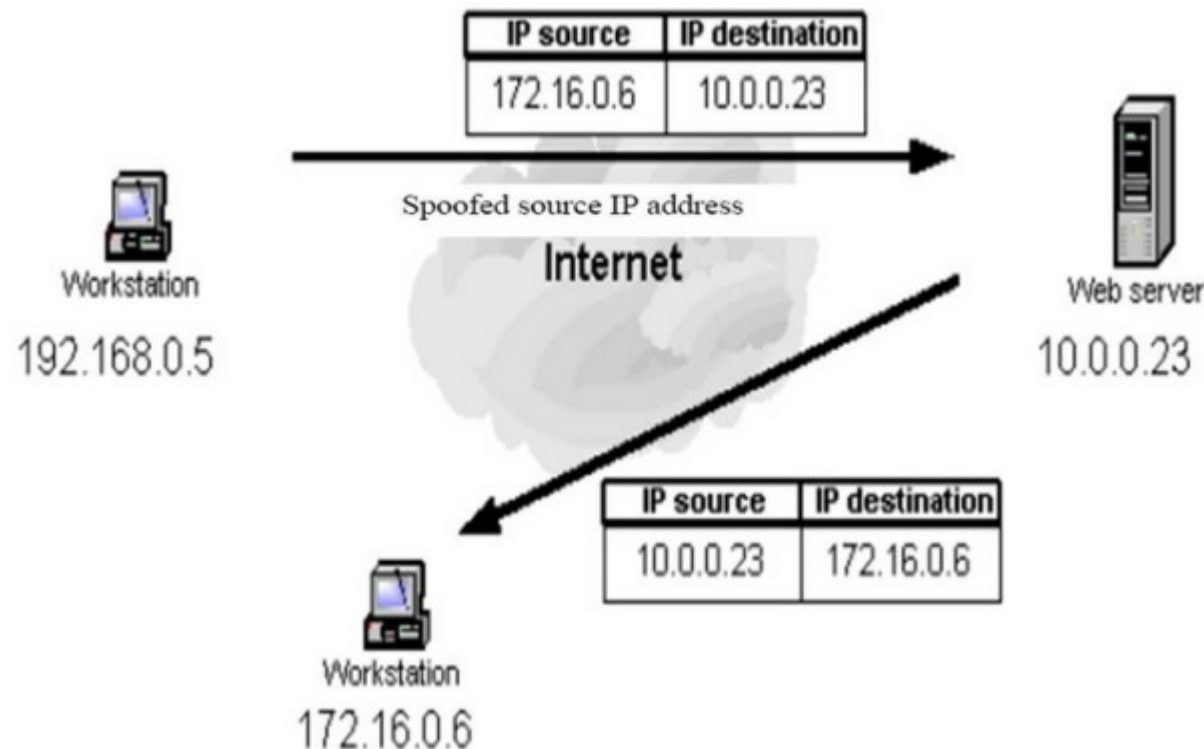 IP source IP destination
172.16.0.6 10.0.0.23
Spoofed source IP address
Internet
Workstation
192.168.0.5
Web server
10.0.0.23
IP source IP destination
10.0.0.23 172.16.0.6
Workstation
172.16.0.6